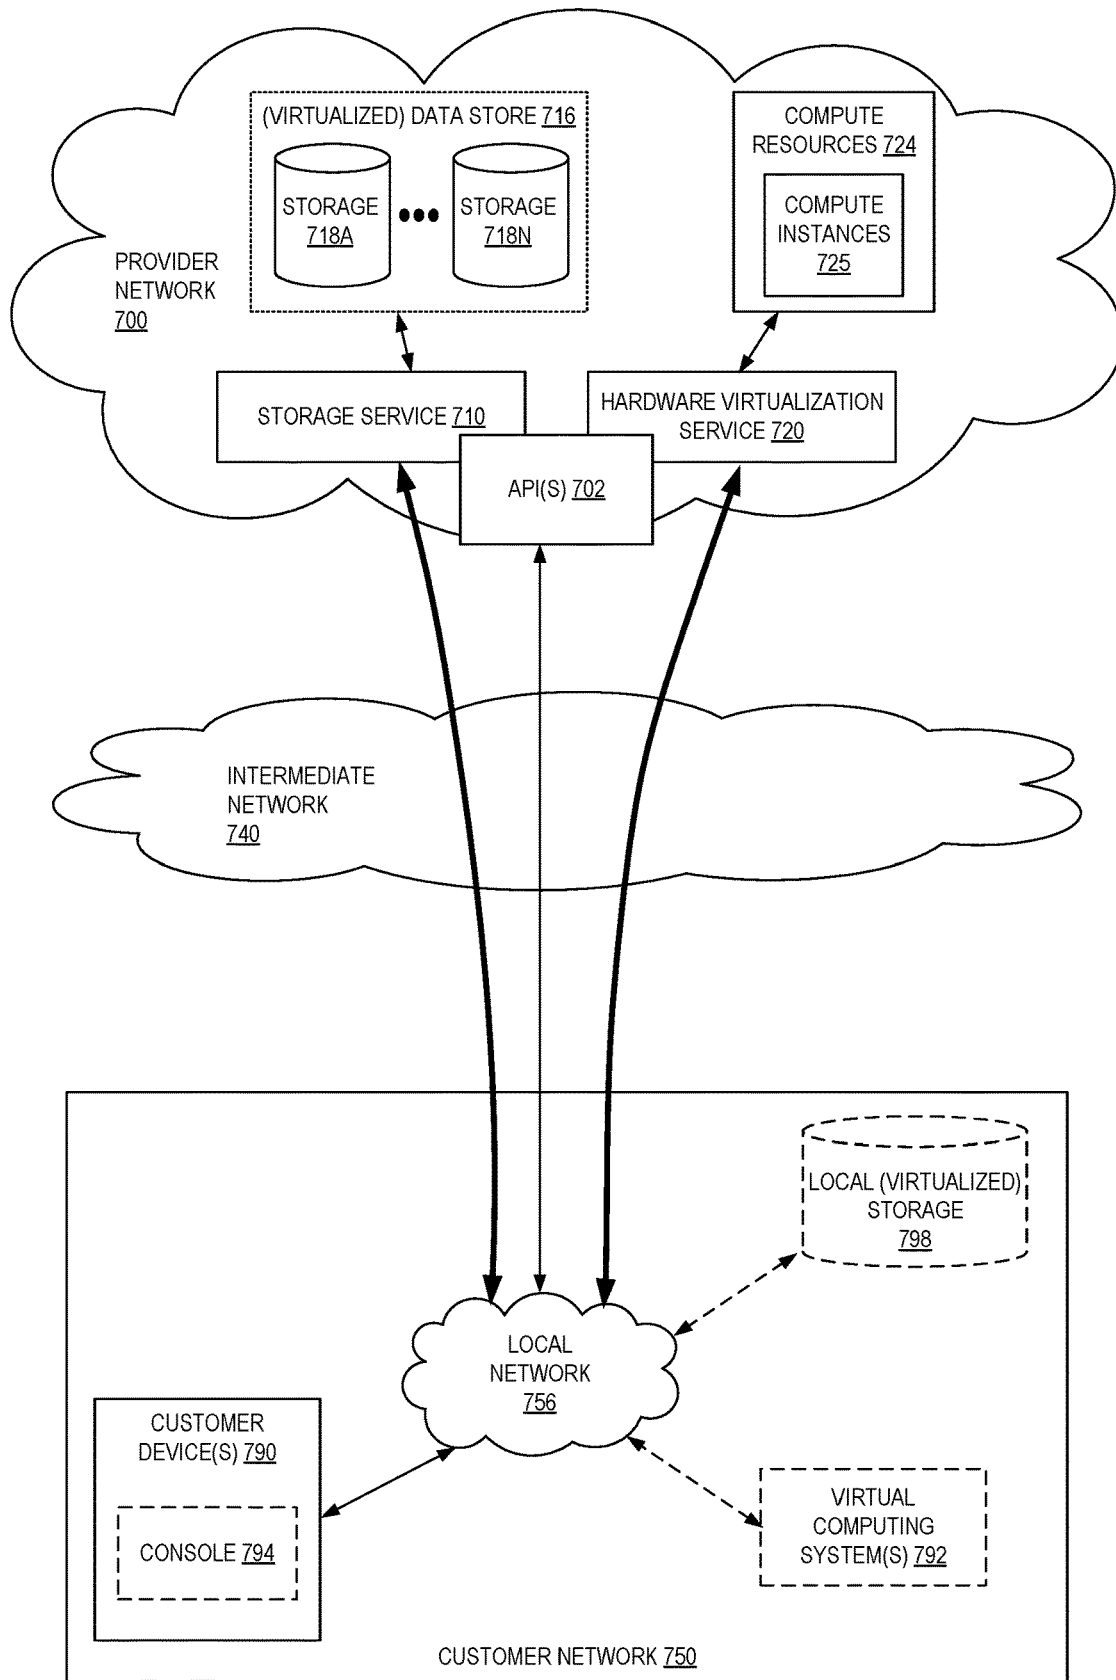 (VIRTUALIZED) DATA STORE 716
STORAGE
718A
STORAGE
718N
COMPUTE
RESOURCES 724
COMPUTE
INSTANCES
725
PROVIDER
NETWORK
700
STORAGE SERVICE 710
HARDWARE VIRTUALIZATION
SERVICE 720
API(S) 702
INTERMEDIATE
NETWORK
740
LOCAL (VIRTUALIZED)
STORAGE
798
LOCAL
NETWORK
756
CUSTOMER
DEVICE(S) 790
CONSOLE 794
VIRTUAL
COMPUTING
SYSTEM(S) 792
CUSTOMER NETWORK 750